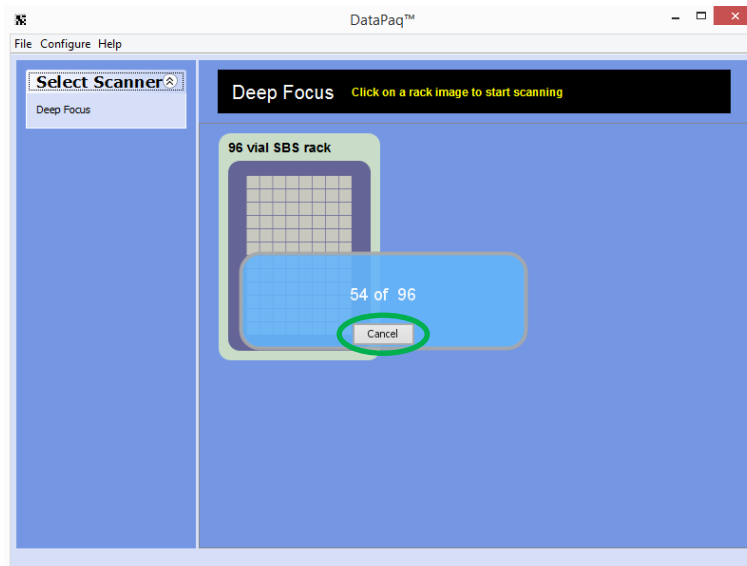 DataPaq™
File Configure Help
Select Scanner
Deep Focus
Deep Focus Click on a rack image to start scanning
96 vial SBS rack
54 of 96
Cancel